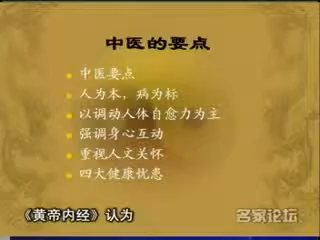 中医的要点
中医要点
人为本，病为标
以调动人体自愈力为主
强调身心互动
重视人文关怀
四大健康忧患
《黄帝内经》认为
名家论坛